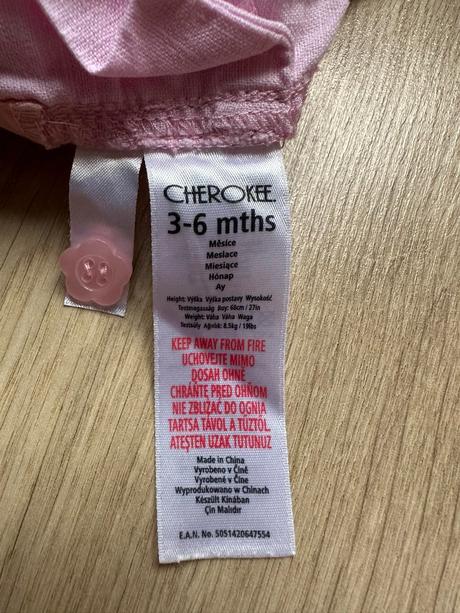 CHEROKEE
3-6 mths
Měsíce
Mesiace
Miesiące
Hónap
Ay
Height: Výška Výška postavy Wysokość
Testmagasság Boy: 68cm / 27in
Weight: Váha Váha Waga
Testsúly Ağırlık: 8.5kg / 19lbs
KEEP AWAY FROM FIRE
UCHOVEJTE MIMO
DOSAH OHNĚ
CHRÁŇTE PRED OHŇOM
NIE ZBLIŻAĆ DO OGNIA
TARTSA TÁVOL A TŰZTŐL
ATEŞTEN UZAK TUTUNUZ
Made in China
Vyrobeno v Číně
Vyrobené v Číne
Wyprodukowano w Chinach
Készült Kínában
Çin Malıdır
E.A.N. No. 5051420647554